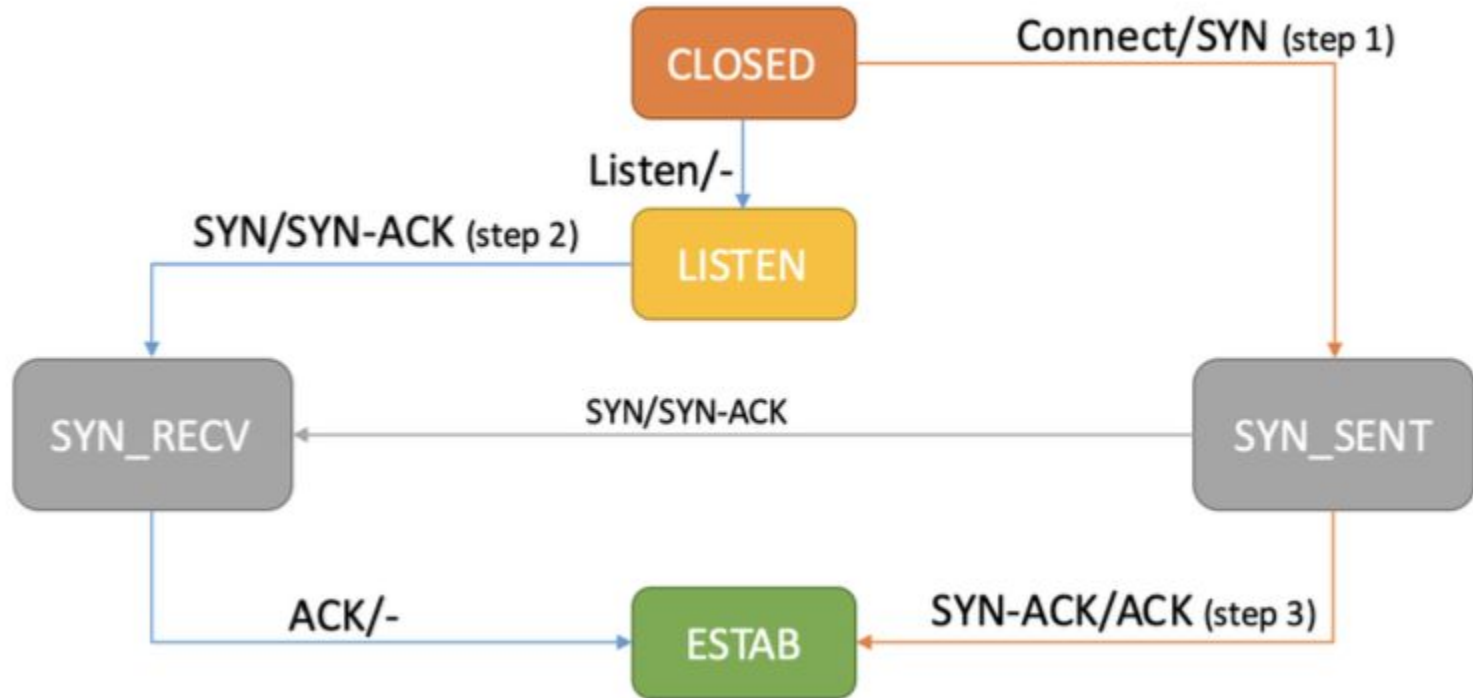 CLOSED
Connect/SYN (step 1)
Listen/-
SYN/SYN-ACK (step 2)
LISTEN
SYN_RECV
SYN/SYN-ACK
SYN_SENT
ACK/-
ESTAB
SYN-ACK/ACK (step 3)